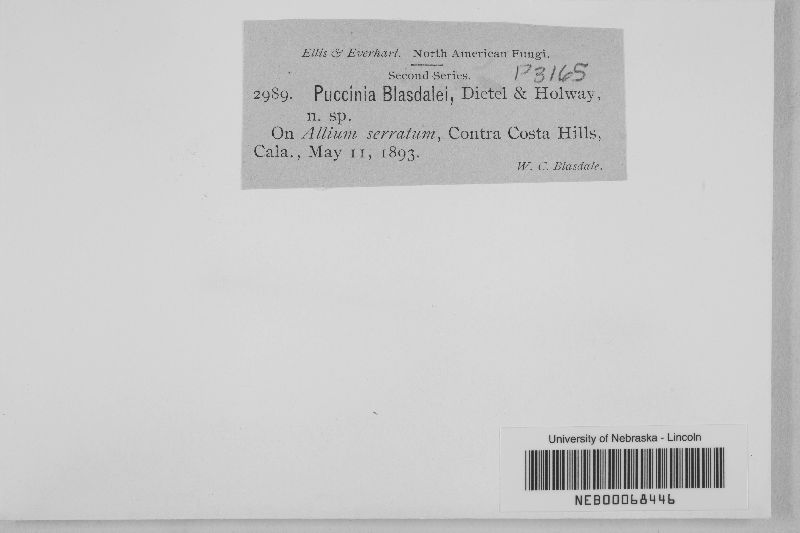 Ellis & Everhart. North American Fungi.
Second Series.
P3165
2989. Puccinia Blasdalei, Dietel & Holway,
n. sp.
On Allium serratum, Contra Costa Hills,
Cala., May 11, 1893.
W. C. Blasdale.
University of Nebraska - Lincoln
NEB00068446